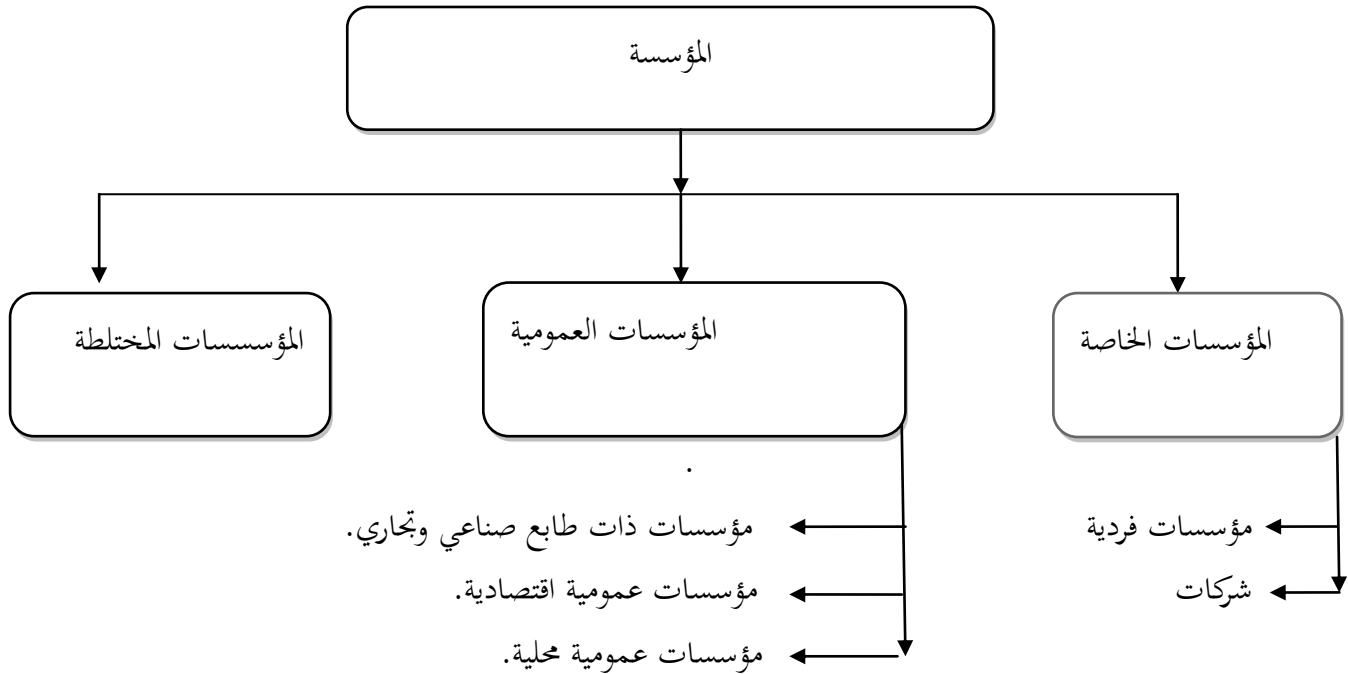 المؤسسة
المؤسسات الخاصة
المؤسسات العمومية
المؤسسسات المختلطة
.
مؤسسات فردية
شركات
مؤسسات ذات طابع صناعي وتجاري.
مؤسسات عمومية اقتصادية.
مؤسسات عمومية محلية.